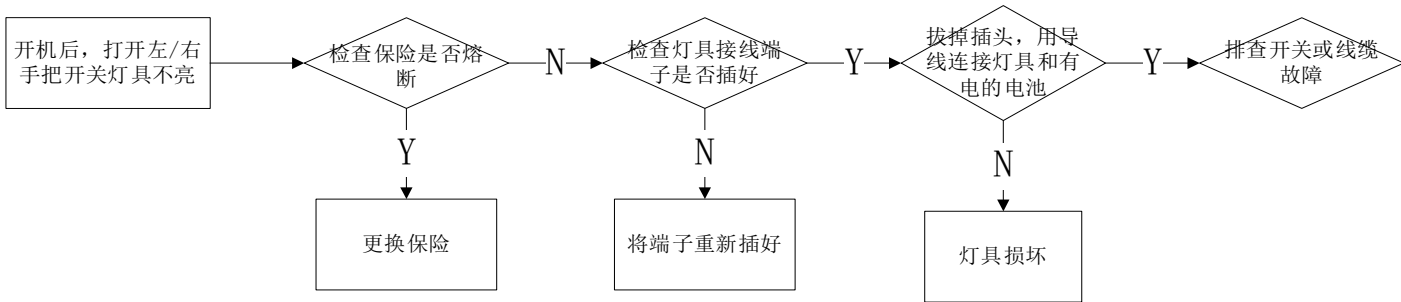 开机后，打开左/右
手把开关灯具不亮
检查保险是否熔
断
N
检查灯具接线端
子是否插好
Y
拔掉插头，用导
线连接灯具和有
电的电池
Y
排查开关或线缆
故障
Y
更换保险
N
将端子重新插好
N
灯具损坏